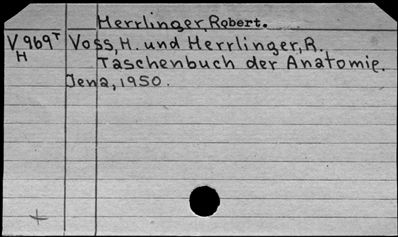 Herrlinger, Robert.
V969T Voss, H. und Herrlinger, R.
H Taschenbuch der Anatomie.
Jena, 1950.